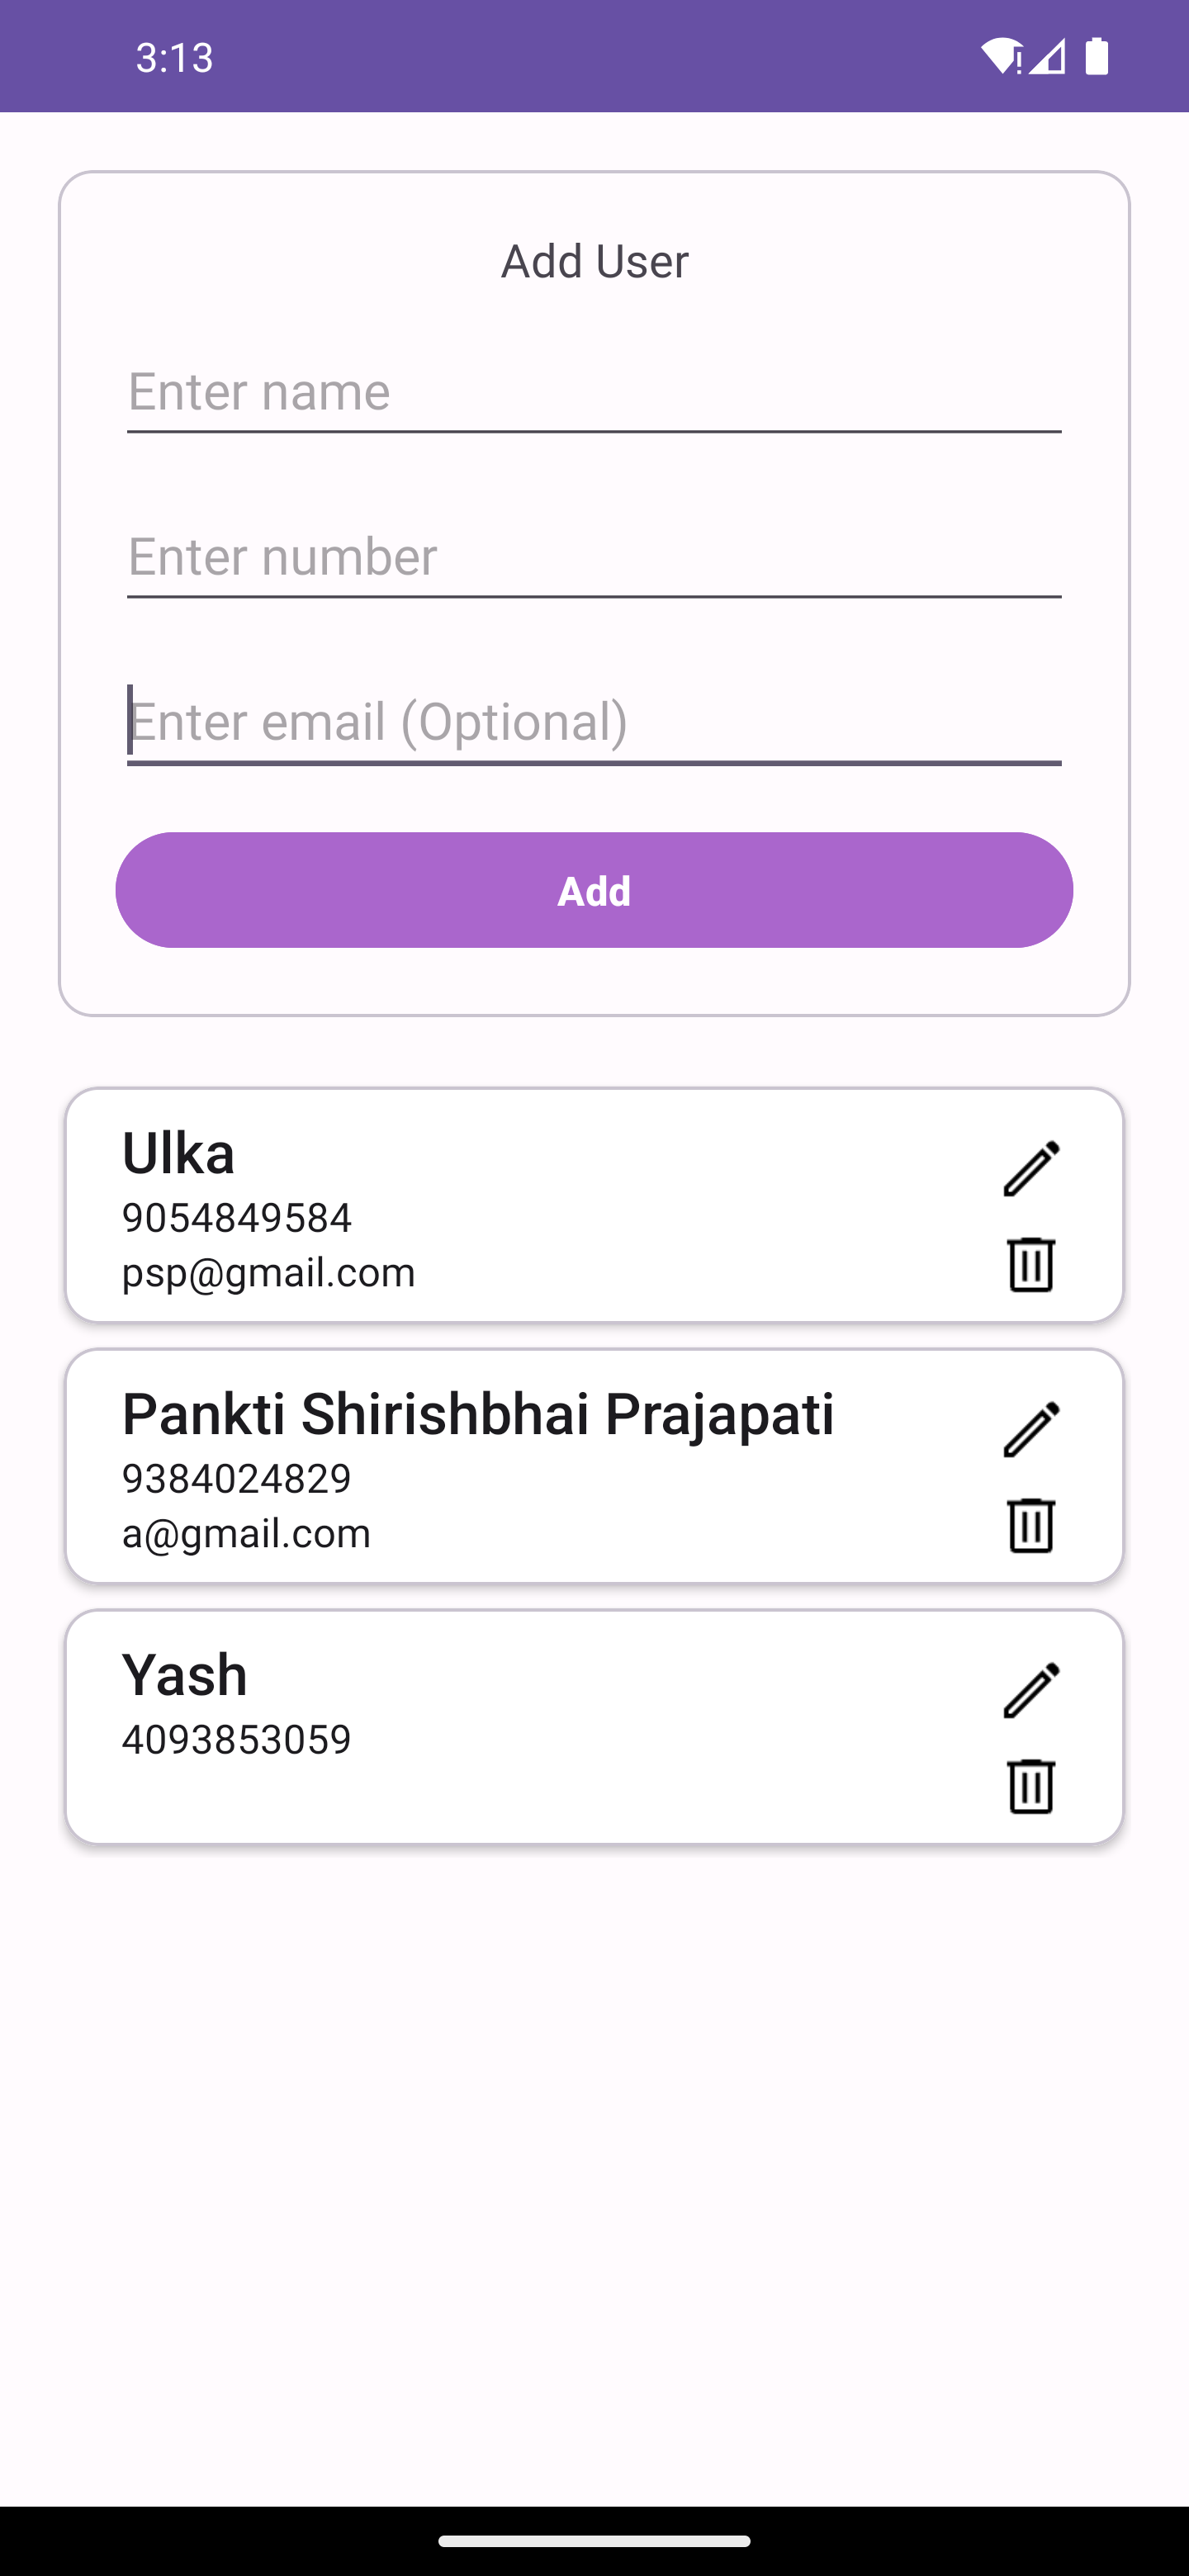 3:13
Add User
Enter name
Enter number
Enter email (Optional)
Add
Ulka
9054849584
psp@gmail.com
Pankti Shirishbhai Prajapati
9384024829
a@gmail.com
Yash
4093853059